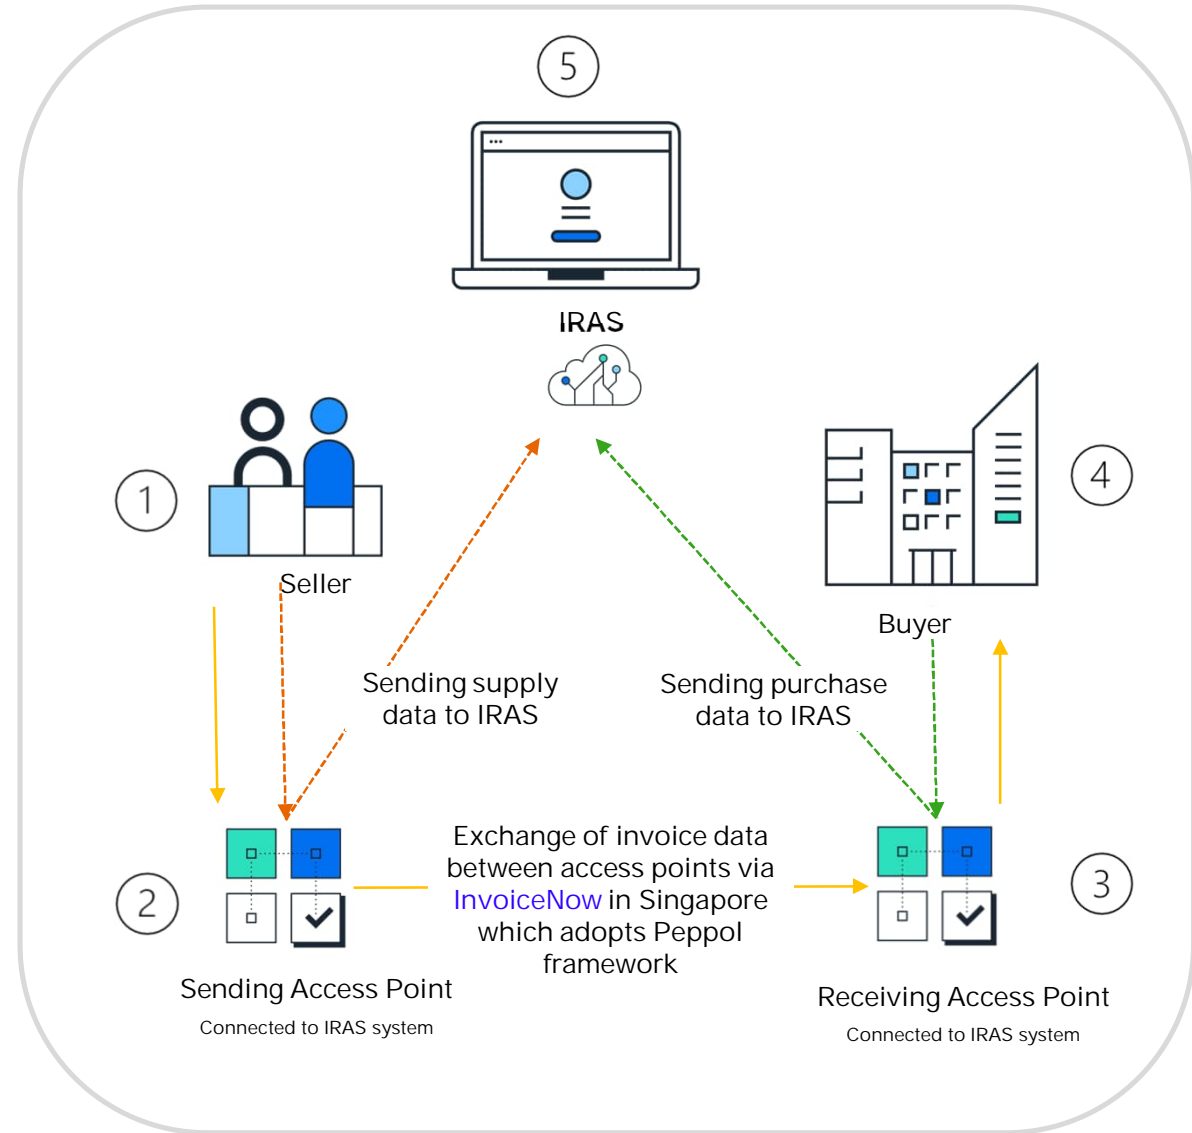 5
IRAS
1
Seller
4
Buyer
Sending supply
data to IRAS
Sending purchase
data to IRAS
2
Exchange of invoice data
between access points via
InvoiceNow in Singapore
which adopts Peppol
framework
3
Sending Access Point
Connected to IRAS system
Receiving Access Point
Connected to IRAS system